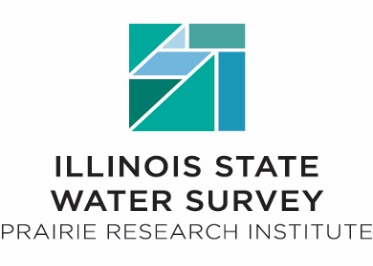 ILLINOIS STATE
WATER SURVEY
PRAIRIE RESEARCH INSTITUTE